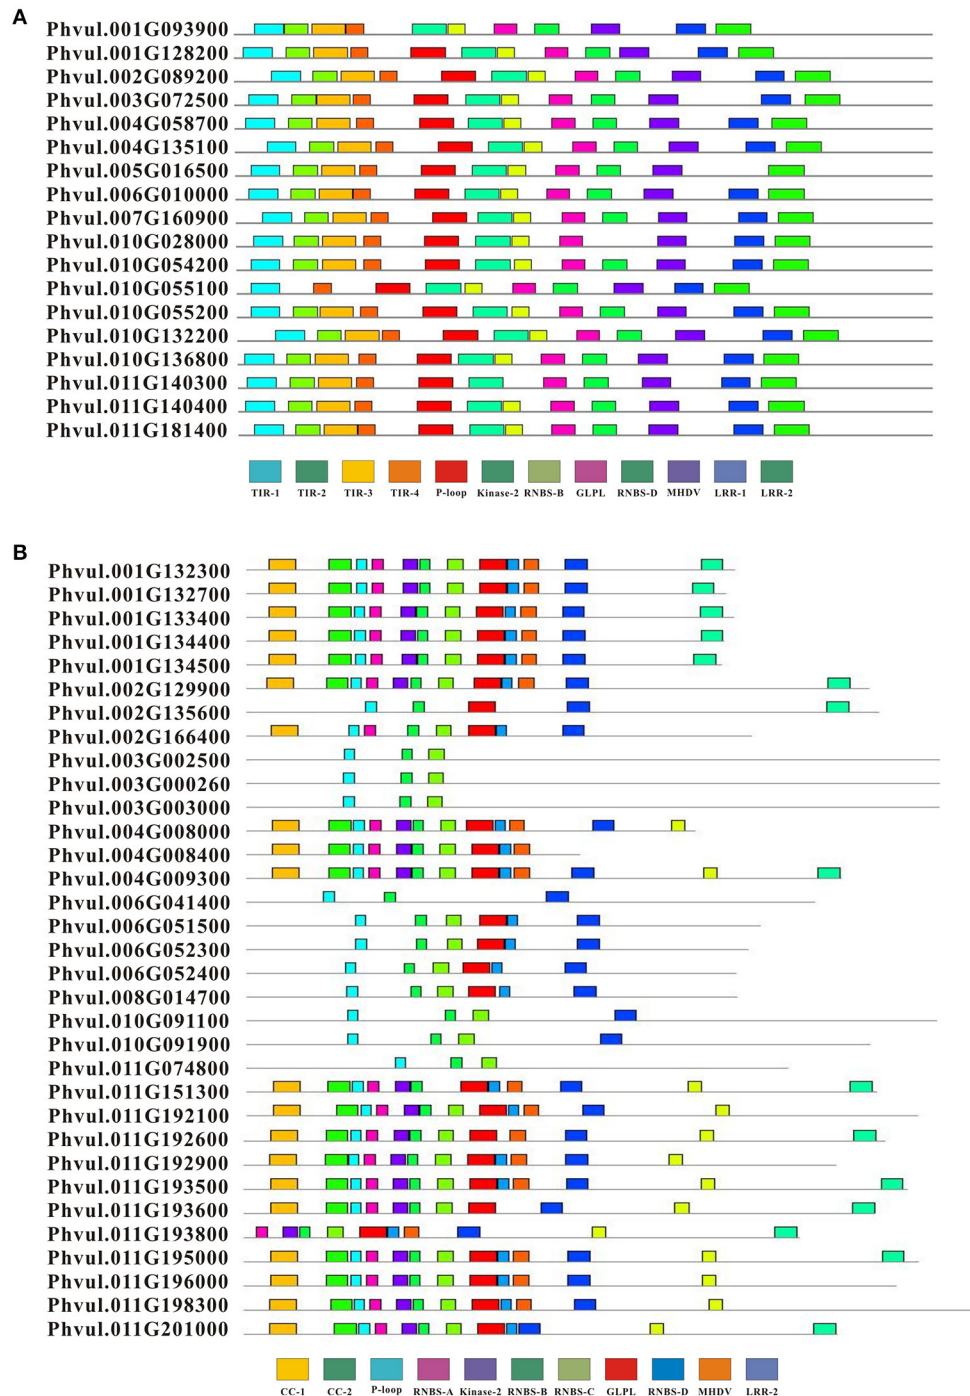 A
Phvul.001G093900
Phvul.001G128200
Phvul.002G089200
Phvul.003G072500
Phvul.004G058700
Phvul.004G135100
Phvul.005G016500
Phvul.006G010000
Phvul.007G160900
Phvul.010G028000
Phvul.010G054200
Phvul.010G055100
Phvul.010G055200
Phvul.010G132200
Phvul.010G136800
Phvul.011G140300
Phvul.011G140400
Phvul.011G181400
TIR-1 TIR-2 TIR-3 TIR-4 P-loop Kinase-2 RNBS-B GLPL RNBS-D MHDV LRR-1 LRR-2
B
Phvul.001G132300
Phvul.001G132700
Phvul.001G133400
Phvul.001G134400
Phvul.001G134500
Phvul.002G129900
Phvul.002G135600
Phvul.002G166400
Phvul.003G002500
Phvul.003G000260
Phvul.003G003000
Phvul.004G008000
Phvul.004G008400
Phvul.004G009300
Phvul.006G041400
Phvul.006G051500
Phvul.006G052300
Phvul.006G052400
Phvul.008G014700
Phvul.010G091100
Phvul.010G091900
Phvul.011G074800
Phvul.011G151300
Phvul.011G192100
Phvul.011G192600
Phvul.011G192900
Phvul.011G193500
Phvul.011G193600
Phvul.011G193800
Phvul.011G195000
Phvul.011G196000
Phvul.011G198300
Phvul.011G201000
CC-1 CC-2 P-loop RNBS-A Kinase-2 RNBS-B RNBS-C GLPL RNBS-D MHDV LRR-2